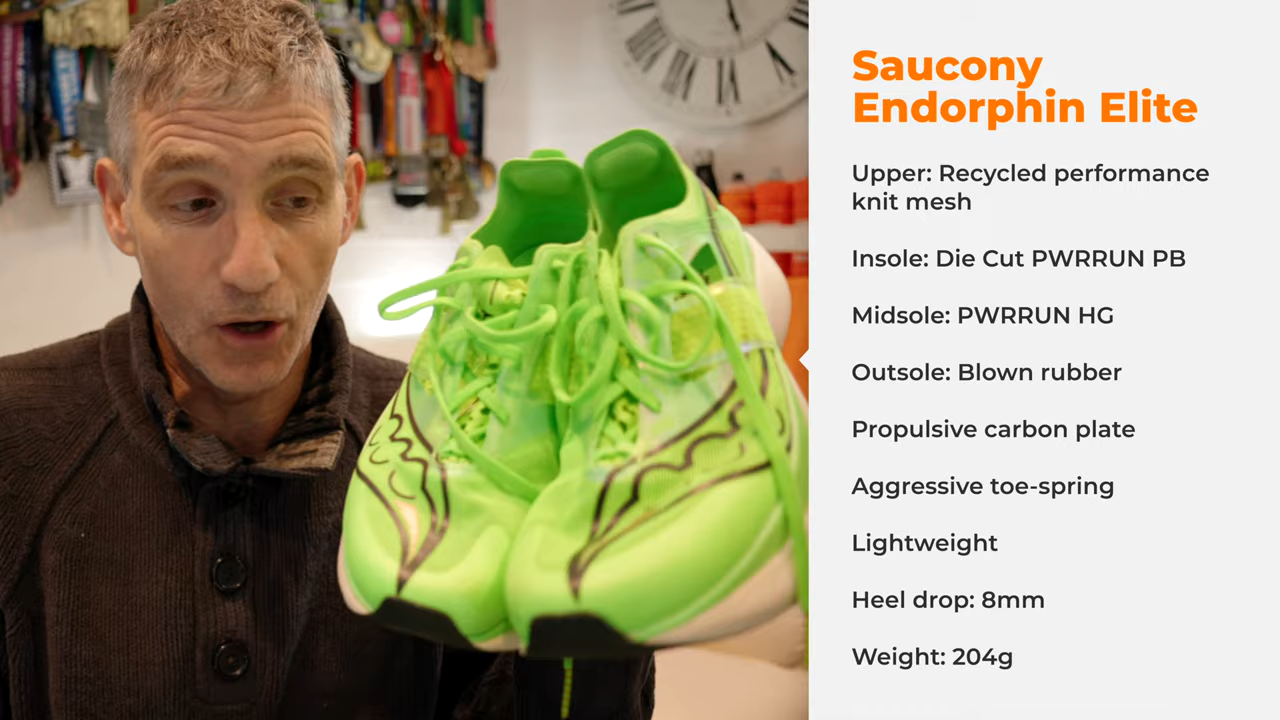 Saucony
Endorphin Elite
Upper: Recycled performance
knit mesh
Insole: Die Cut PWRRUN PB
Midsole: PWRRUN HG
Outsole: Blown rubber
Propulsive carbon plate
Aggressive toe-spring
Lightweight
Heel drop: 8mm
Weight: 204g